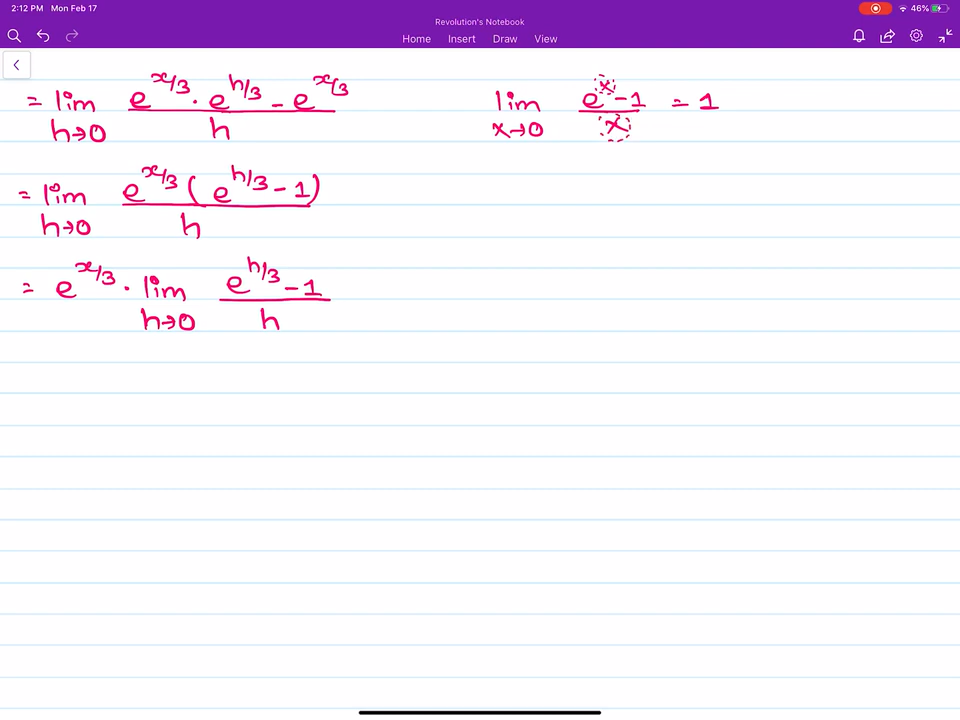 2:12 PM Mon Feb 17
46%
Revolution's Notebook
Home Insert Draw View
= lim e^(x/3) · e^(h/3) - e^(x/3) / h
h→0
lim e^x - 1 / x = 1
x→0
= lim e^(x/3) (e^(h/3) - 1) / h
h→0
= e^(x/3) · lim e^(h/3) - 1 / h
h→0